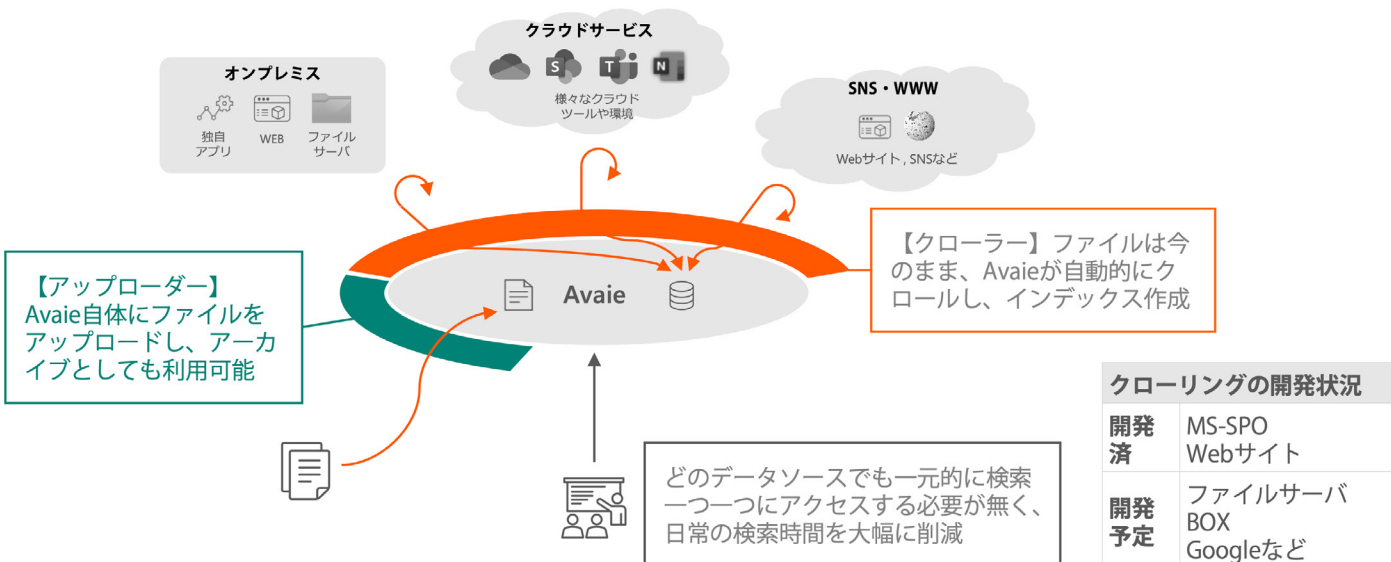 クラウドサービス
様々なクラウド
ツールや環境
オンプレミス
独自
アプリ
WEB
ファイル
サーバ
SNS・WWW
Webサイト, SNSなど
【アップローダー】
Avaie自体にファイルを
アップロードし、アーカ
イブとしても利用可能
Avaie
【クローラー】ファイルは今
のまま、Avaieが自動的にク
ロールし、インデックス作成
どのデータソースでも一元的に検索
一つ一つにアクセスする必要が無く、
日常の検索時間を大幅に削減
クローリングの開発状況
開発
済
MS-SPO
Webサイト
開発
予定
ファイルサーバ
BOX
Googleなど